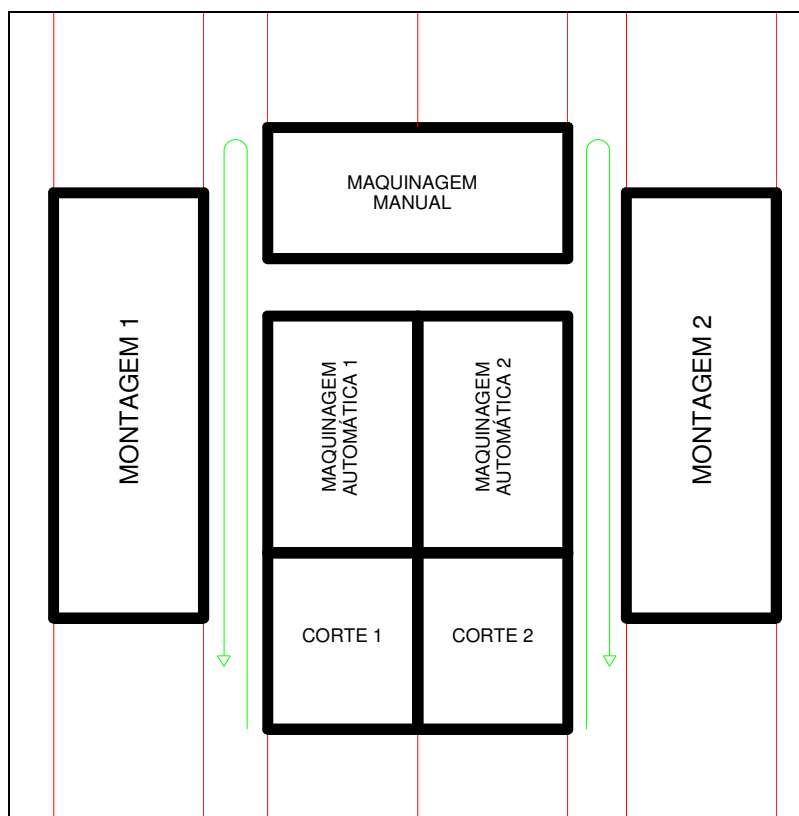 MAQUINAGEM
MANUAL
MONTAGEM 1
MAQUINAGEM
AUTOMÁTICA 1
MAQUINAGEM
AUTOMÁTICA 2
MONTAGEM 2
CORTE 1
CORTE 2